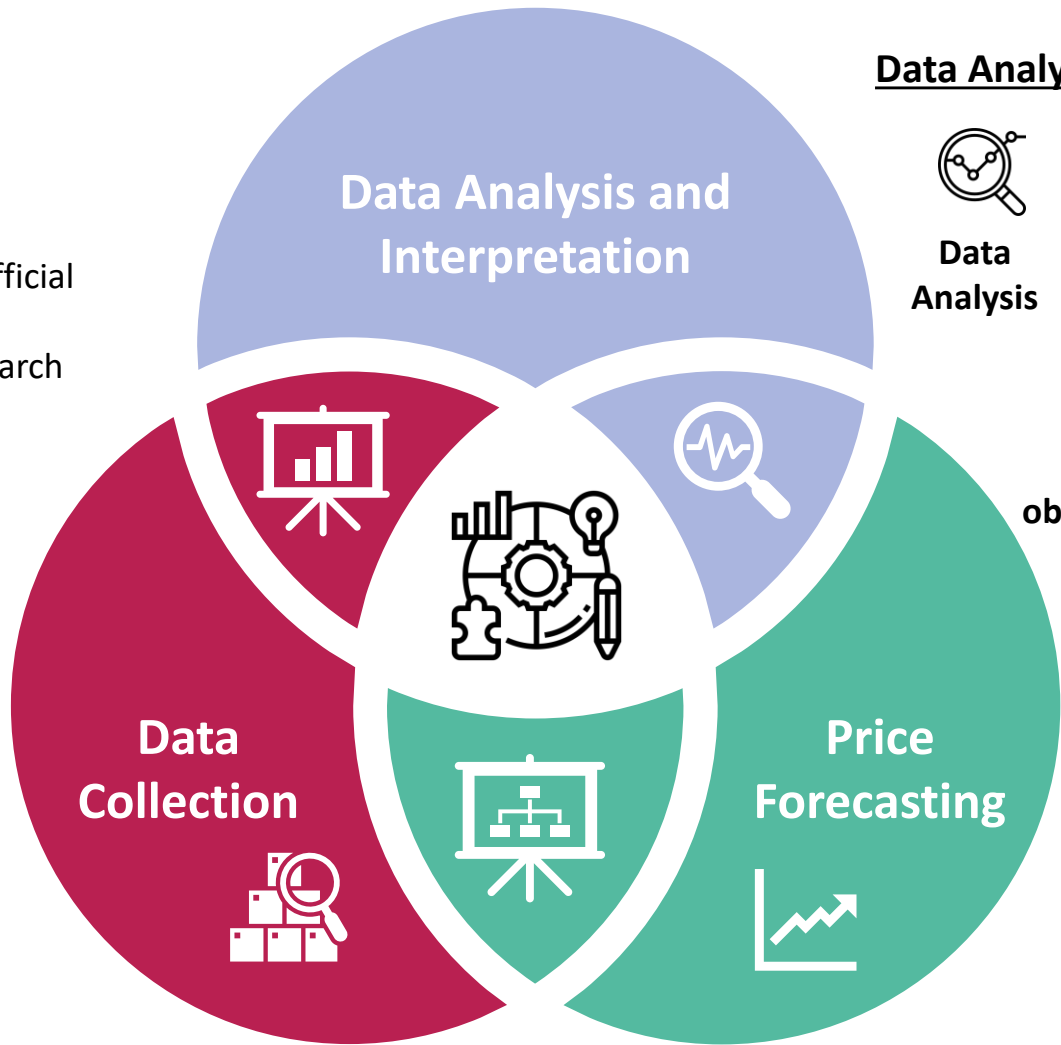 Data Analy
Data Analysis and
Interpretation
Data
Analysis
fficial
arch
ob
Data
Collection
Price
Forecasting